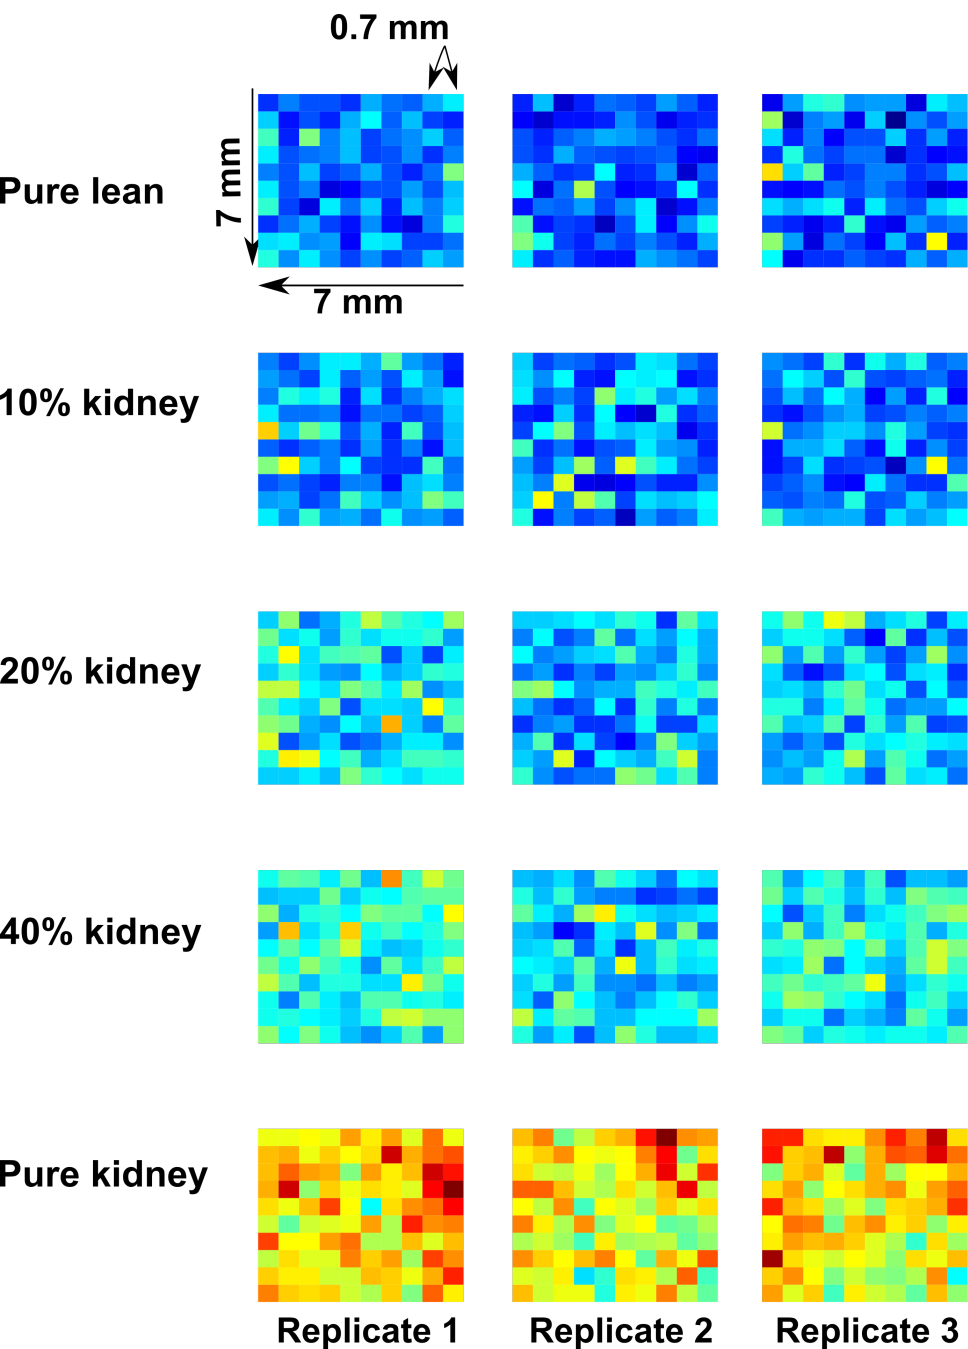 0.7 mm
Pure lean
7 mm
7 mm
10% kidney
20% kidney
40% kidney
Pure kidney
Replicate 1
Replicate 2
Replicate 3